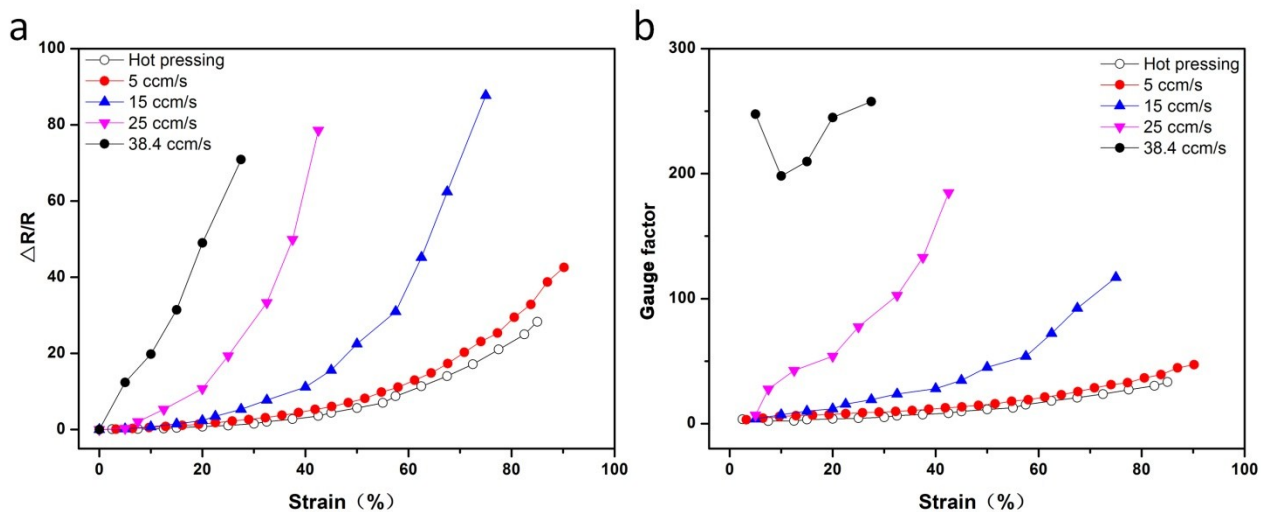 a
100
80
60
40
20
0
△R/R
Hot pressing
5 ccm/s
15 ccm/s
25 ccm/s
38.4 ccm/s
0 20 40 60 80 100
Strain（%）
b
300
200
100
0
Gauge factor
Hot pressing
5 ccm/s
15 ccm/s
25 ccm/s
38.4 ccm/s
0 20 40 60 80 100
Strain（%）